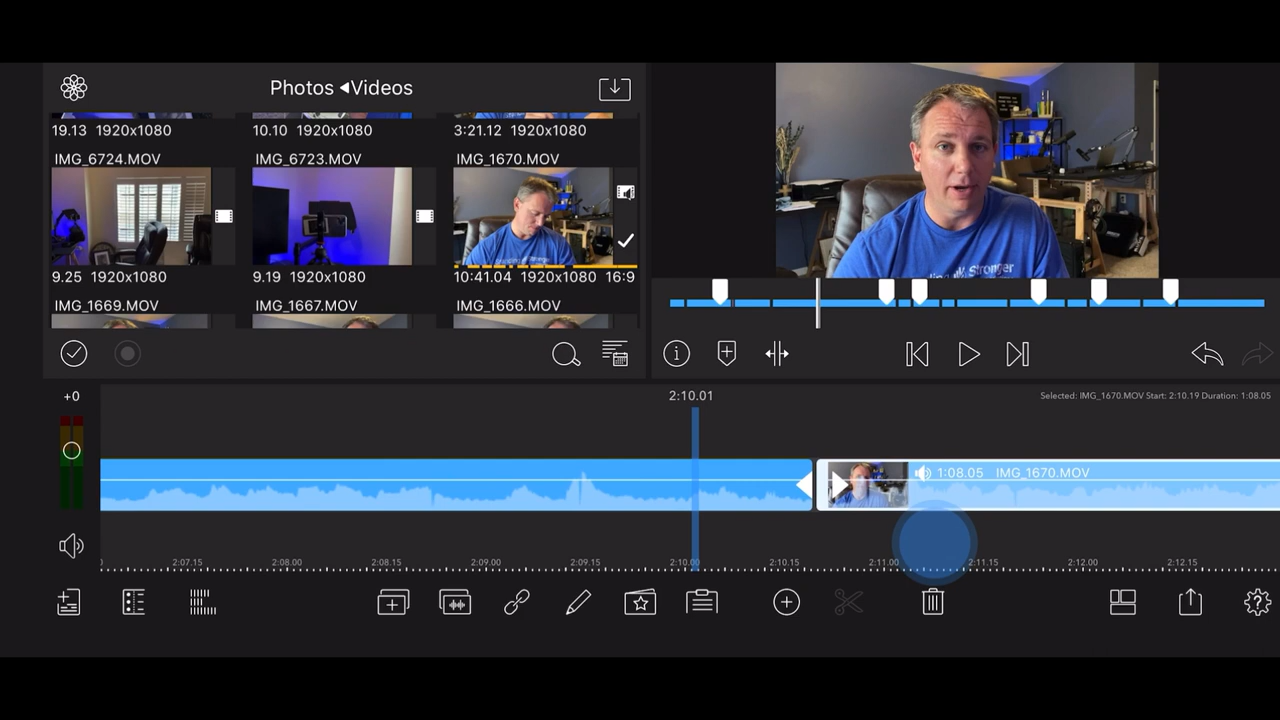 Photos ◀Videos
19.13 1920x1080
10.10 1920x1080
3:21.12 1920x1080
IMG_6724.MOV
IMG_6723.MOV
IMG_1670.MOV
9.25 1920x1080
9.19 1920x1080
10:41.04 1920x1080 16:9
IMG_1669.MOV
IMG_1667.MOV
IMG_1666.MOV
Stronger
+0
2:10.01
Selected: IMG_1670.MOV Start: 2:10.19 Duration: 1:08.05
1:08.05 IMG_1670.MOV
2:07.15
2:08.00
2:08.15
2:09.00
2:09.15
2:10.00
2:10.15
2:11.00
2:11.15
2:12.00
2:12.15